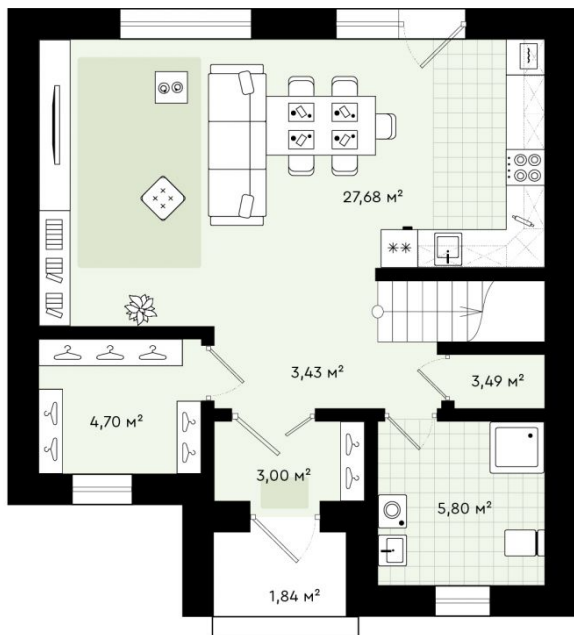 27,68 м²
3,43 м²
3,49 м²
4,70 м²
3,00 м²
5,80 м²
1,84 м²